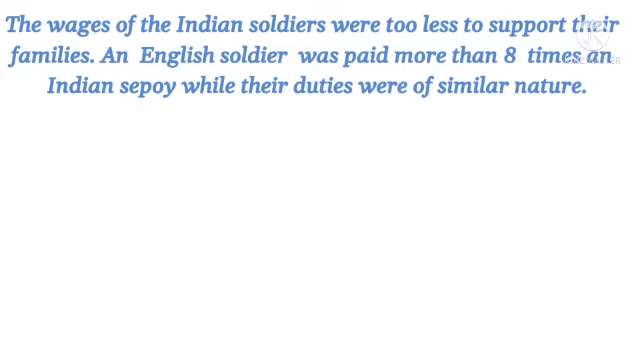 The wages of the Indian soldiers were too less to support their
families. An English soldier was paid more than 8 times an
Indian sepoy while their duties were of similar nature.